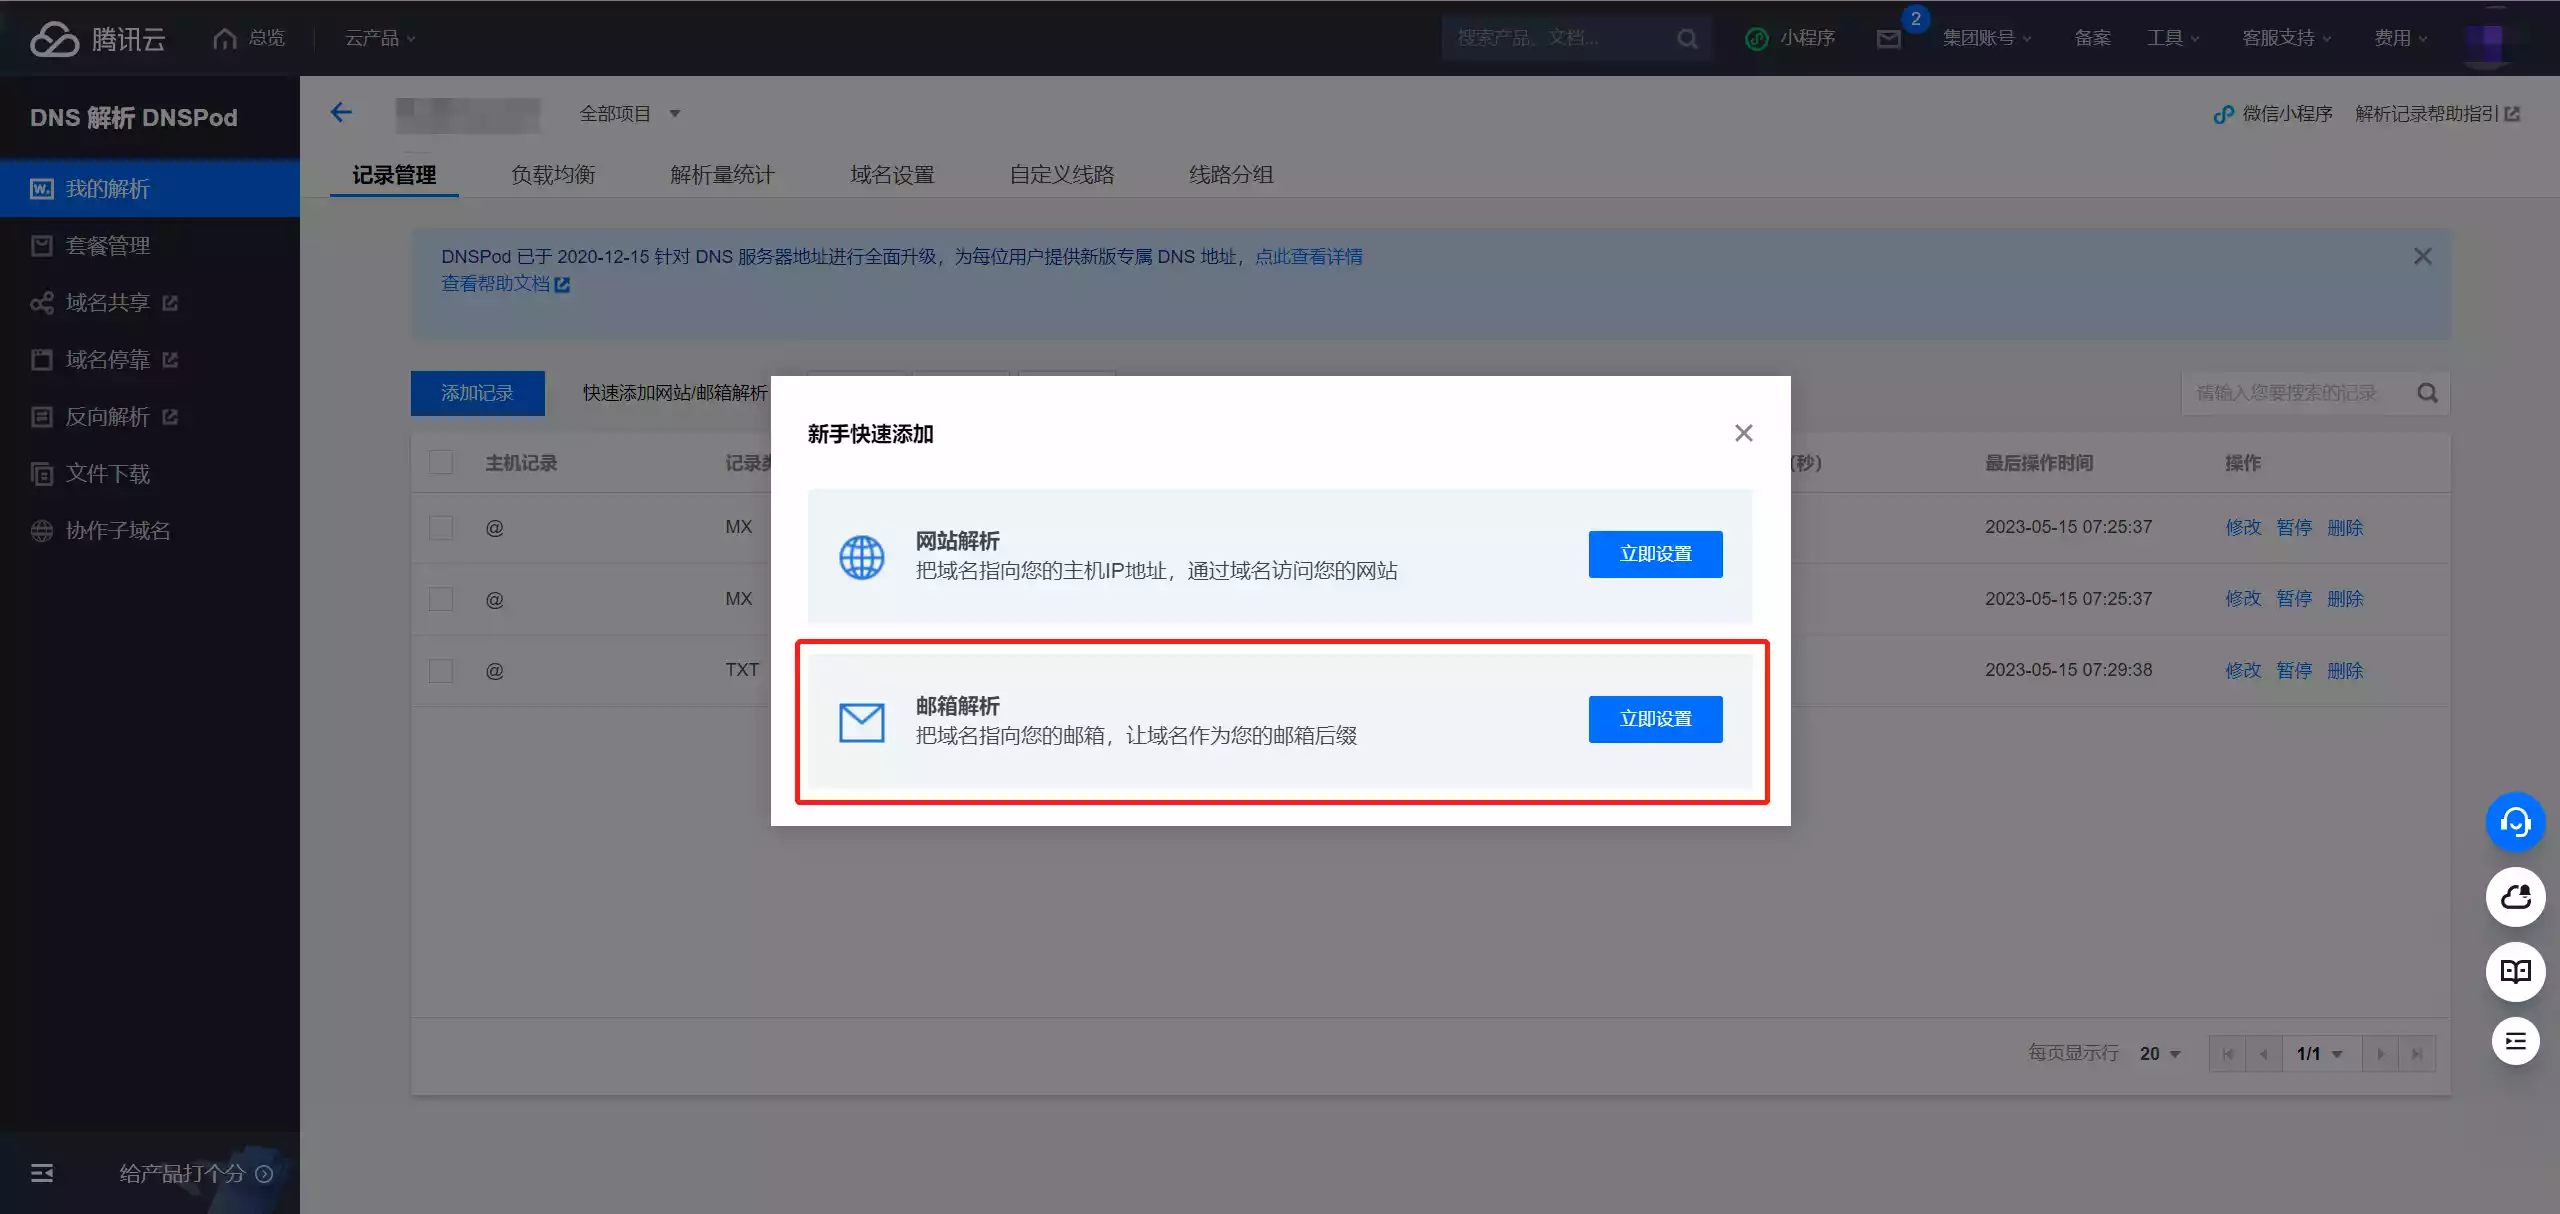 腾讯云
总览
云产品
搜索产品、文档...
小程序
2
集团账号
备案
工具
客服支持
费用
DNS 解析 DNSPod
我的解析
套餐管理
域名共享
域名停靠
反向解析
文件下载
协作子域名
给产品打个分
全部项目
微信小程序
解析记录帮助指引
记录管理
负载均衡
解析量统计
域名设置
自定义线路
线路分组
DNSPod 已于 2020-12-15 针对 DNS 服务器地址进行全面升级，为每位用户提供新版专属 DNS 地址，点此查看详情
查看帮助文档
添加记录
快速添加网站/邮箱解析
请输入您要搜索的记录
主机记录
记录
(秒)
最后操作时间
操作
@
MX
2023-05-15 07:25:37
修改 暂停 删除
@
MX
2023-05-15 07:25:37
修改 暂停 删除
@
TXT
2023-05-15 07:29:38
修改 暂停 删除
新手快速添加
网站解析
把域名指向您的主机IP地址，通过域名访问您的网站
立即设置
邮箱解析
把域名指向您的邮箱，让域名作为您的邮箱后缀
立即设置
每页显示行
20
1/1